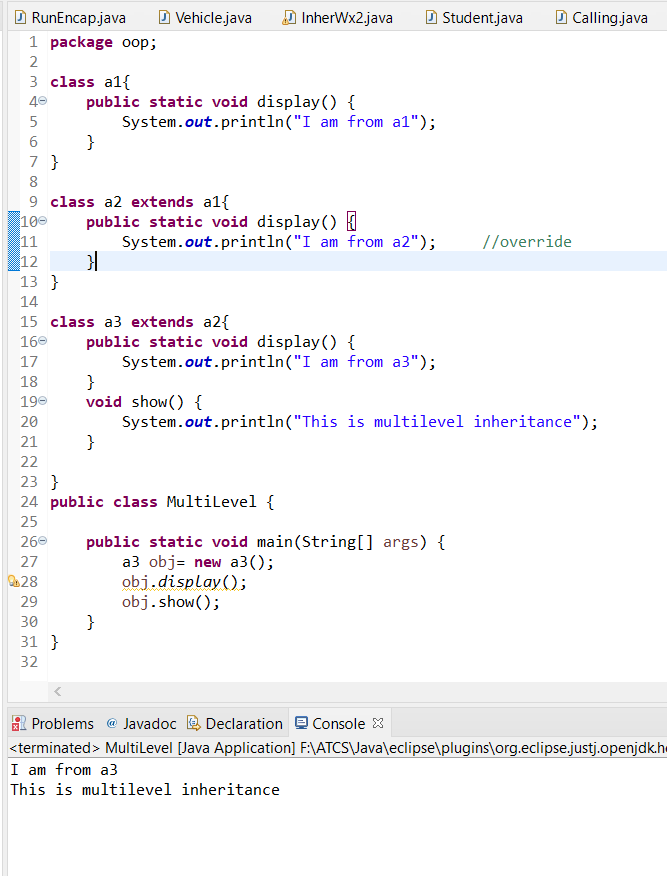 RunEncap.java Vehicle.java InherWx2.java Student.java Calling.java
1 package oop;
2
3 class a1{
4 public static void display() {
5 System.out.println("I am from a1");
6 }
7 }
8
9 class a2 extends a1{
10 public static void display() {
11 System.out.println("I am from a2"); //override
12 }
13 }
14
15 class a3 extends a2{
16 public static void display() {
17 System.out.println("I am from a3");
18 }
19 void show() {
20 System.out.println("This is multilevel inheritance");
21 }
22
23 }
24 public class MultiLevel {
25
26 public static void main(String[] args) {
27 a3 obj= new a3();
28 obj.display();
29 obj.show();
30 }
31 }
32
Problems @ Javadoc Declaration Console
<terminated> MultiLevel [Java Application] F:\ATCS\Java\eclipse\plugins\org.eclipse.justj.openjdk.h
I am from a3
This is multilevel inheritance